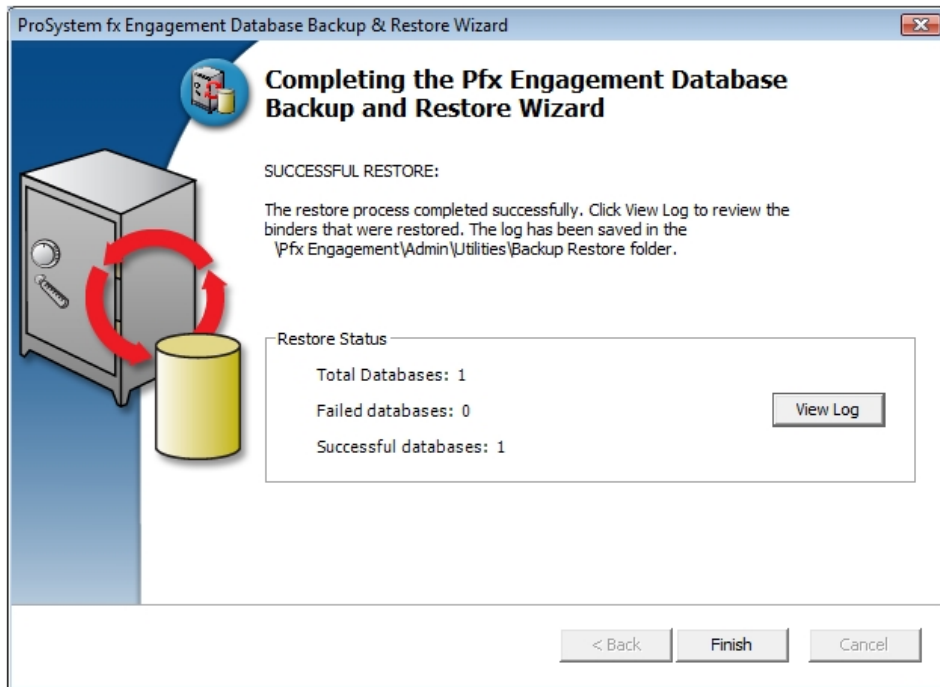 ProSystem fx Engagement Database Backup & Restore Wizard
Completing the Pfx Engagement Database
Backup and Restore Wizard
SUCCESSFUL RESTORE:
The restore process completed successfully. Click View Log to review the
binders that were restored. The log has been saved in the
\Pfx Engagement\Admin\Utilities\Backup Restore folder.
Restore Status
Total Databases: 1
Failed databases: 0
View Log
Successful databases: 1
< Back
Finish
Cancel